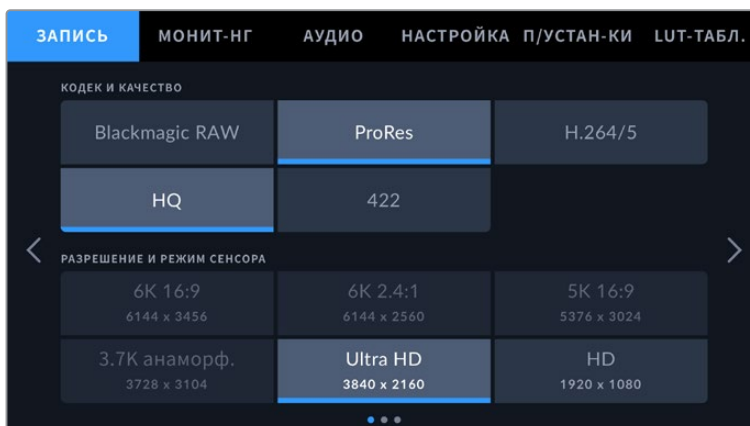 ЗАПИСЬ МОНИТ-НГ АУДИО НАСТРОЙКА П/УСТАН-КИ LUT-ТАБЛ.
КОДЕК И КАЧЕСТВО
Blackmagic RAW ProRes H.264/5
HQ 422
РАЗРЕШЕНИЕ И РЕЖИМ СЕНСОРА
6K 16:9 6K 2.4:1 5K 16:9
6144 x 3456 6144 x 2560 5376 x 3024
3.7K анаморф. Ultra HD HD
3728 x 3104 3840 x 2160 1920 x 1080